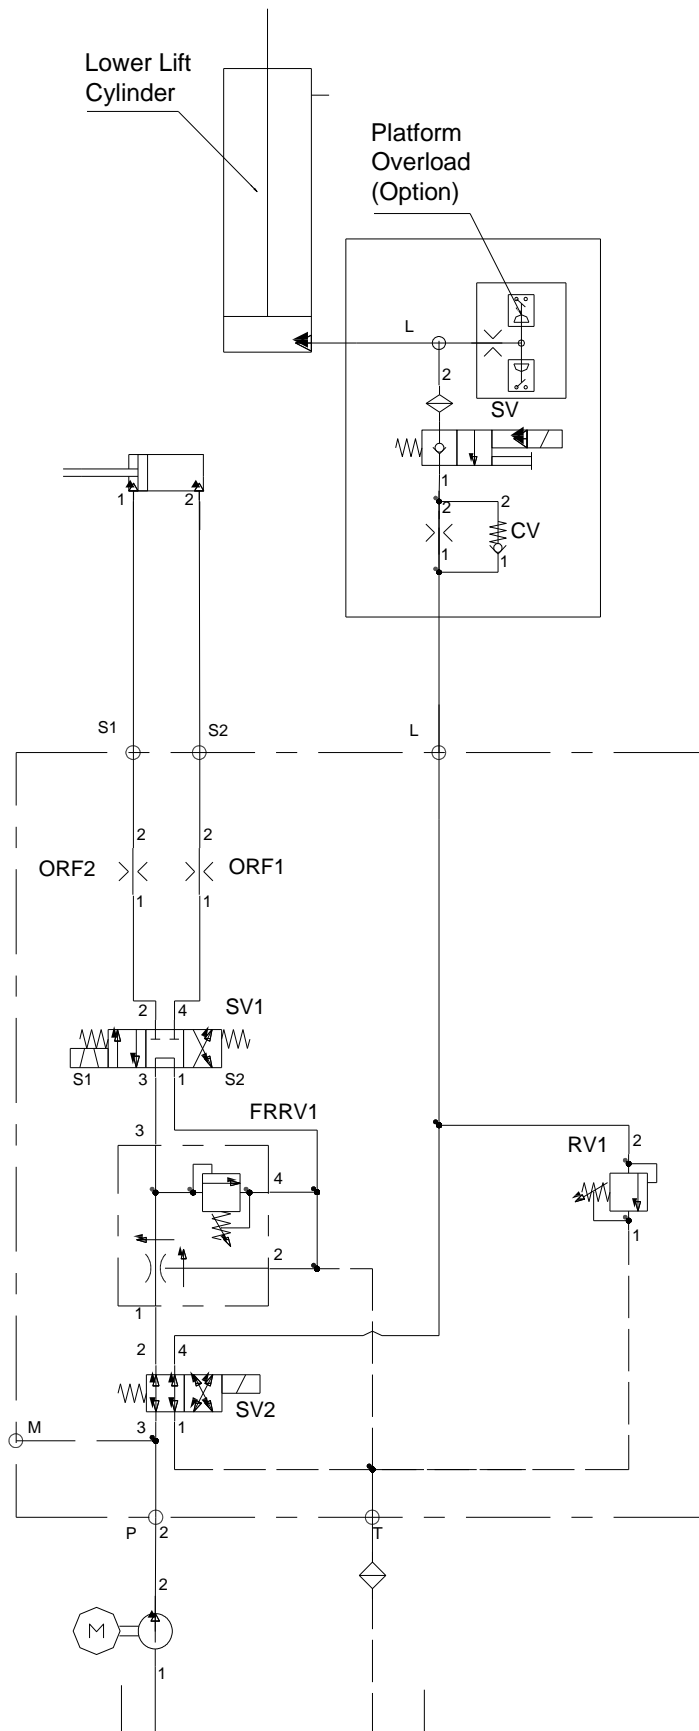 Lower Lift
Cylinder
Platform
Overload
(Option)
L
2
SV
1
1
2
2
2
CV
1
1
S1
S2
L
2
2
ORF2
ORF1
1
1
SV1
2
4
S1
3
1
S2
FRRV1
3
RV1
2
4
2
1
1
2
4
SV2
M
3
1
P
2
T
2
M
1